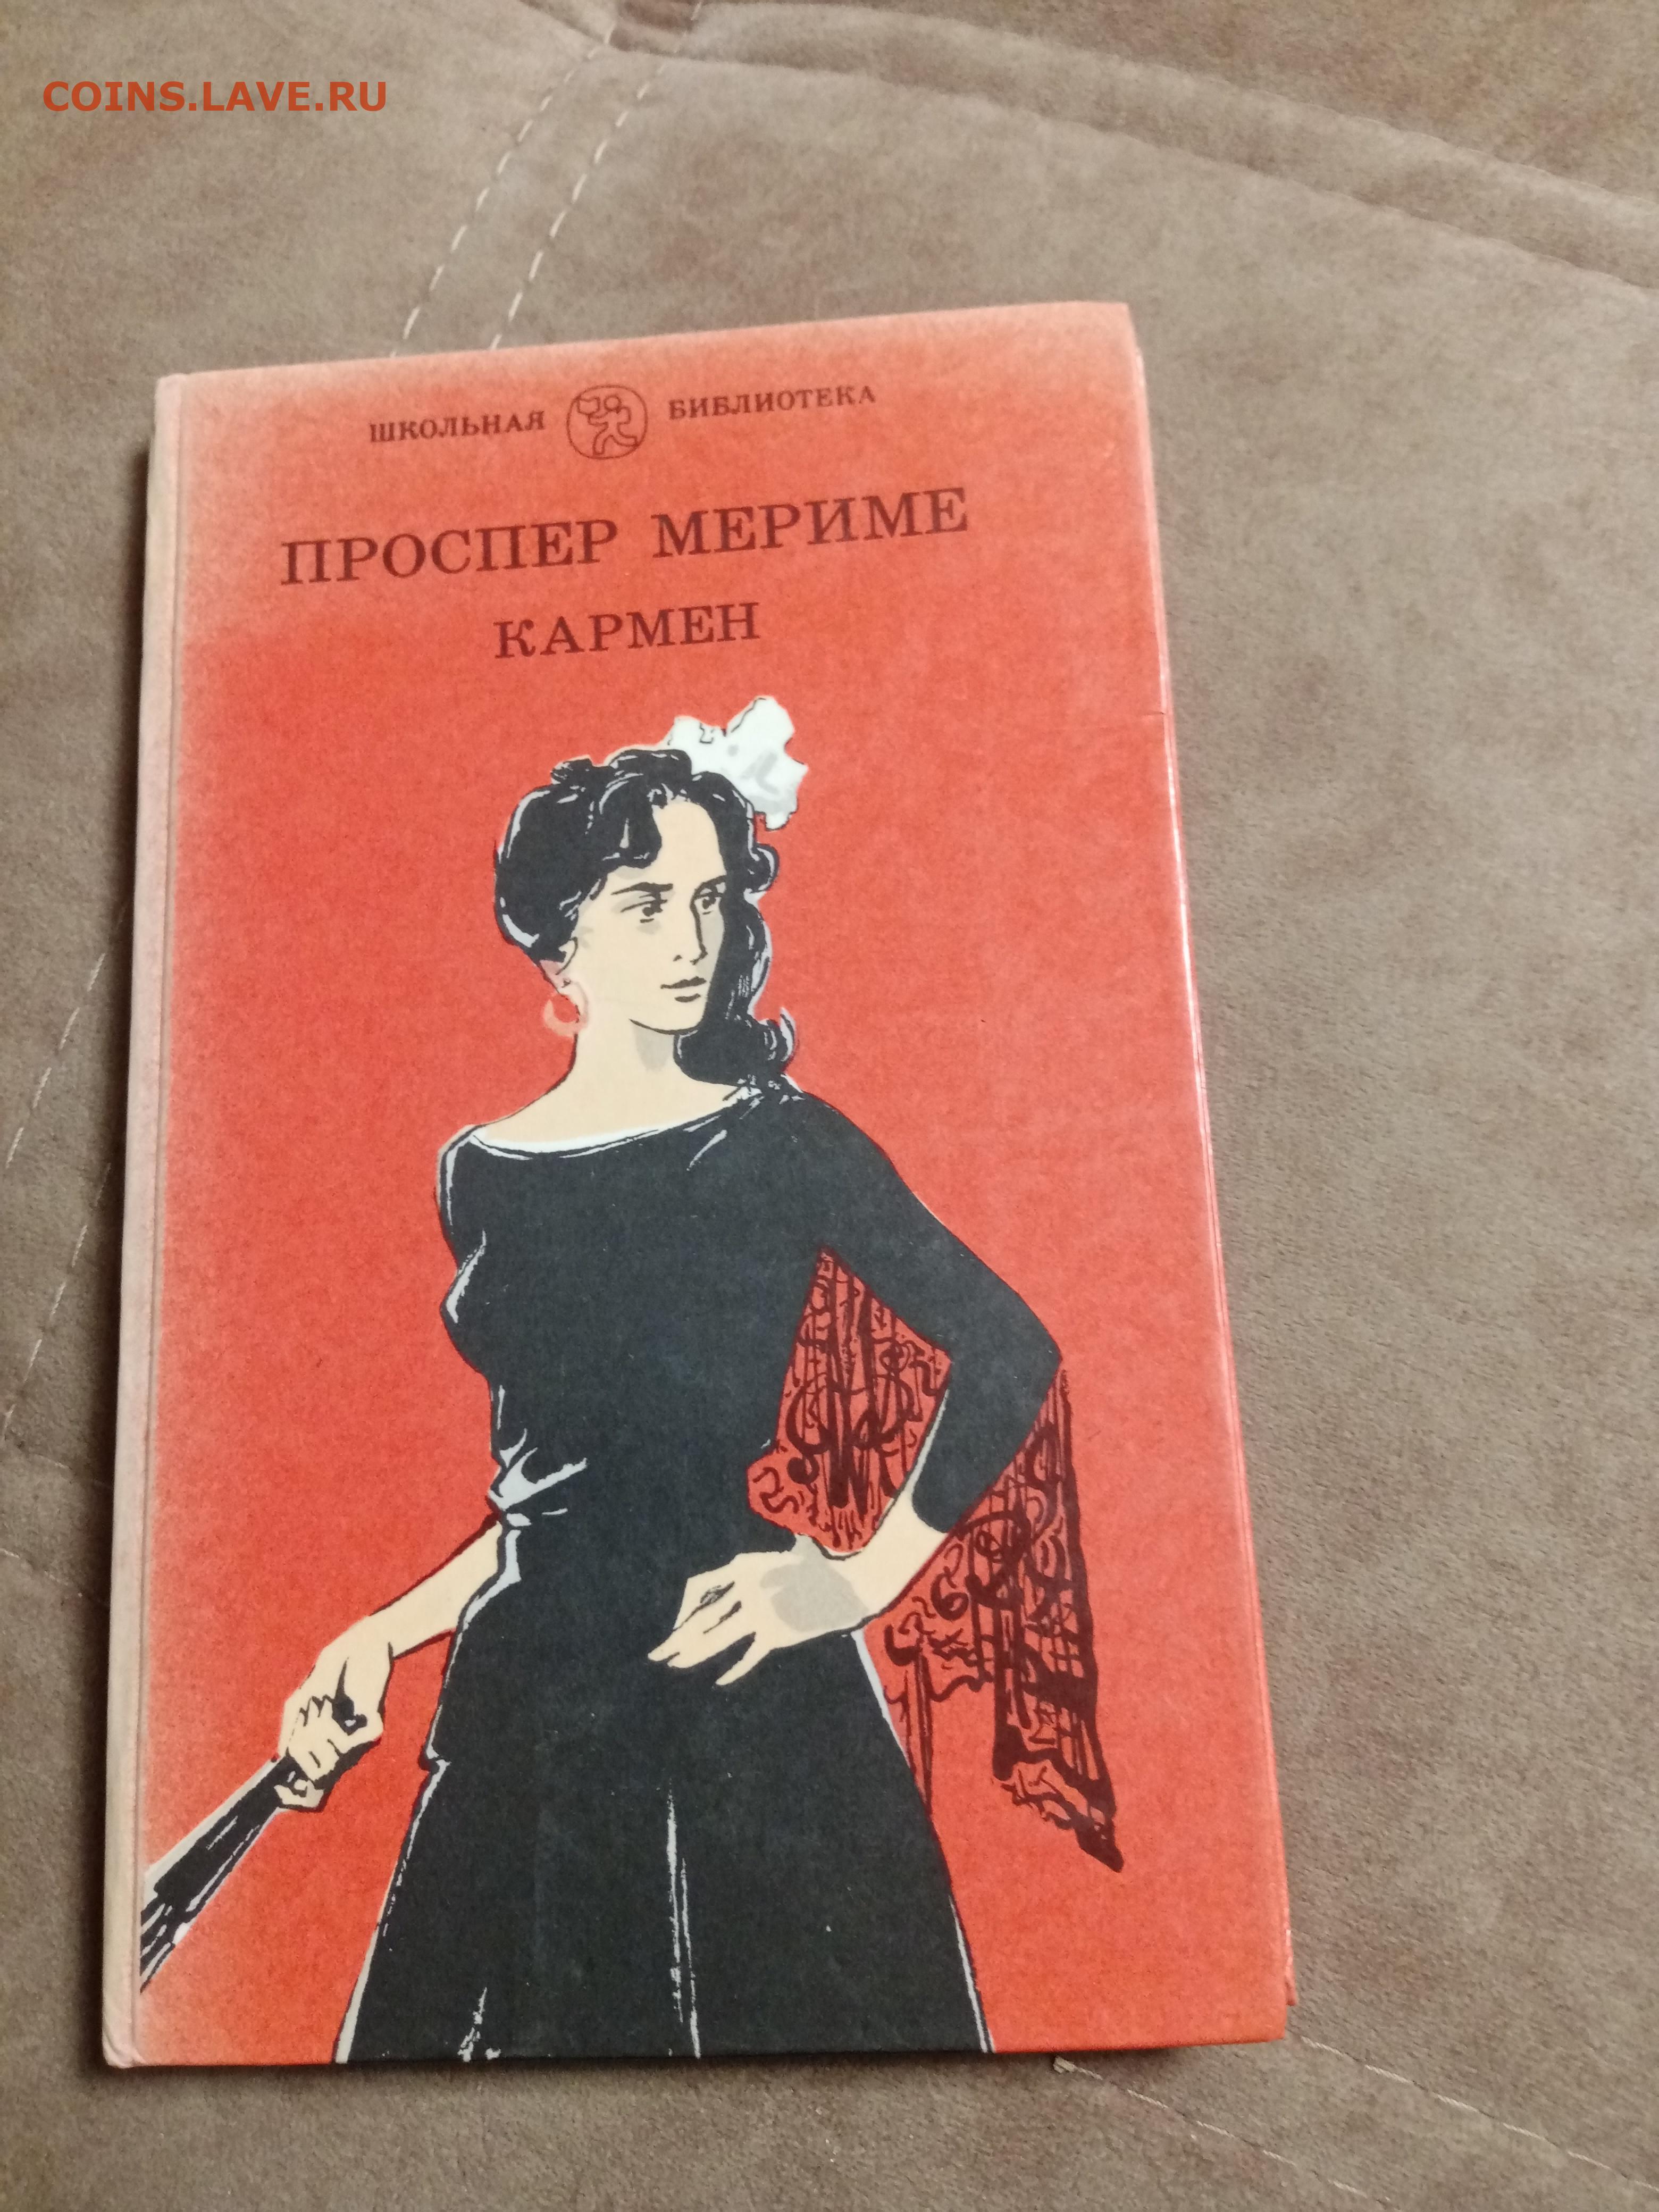 COINS.LAVE.RU
ШКОЛЬНАЯ БИБЛИОТЕКА
ПРОСПЕР МЕРИМЕ
КАРМЕН